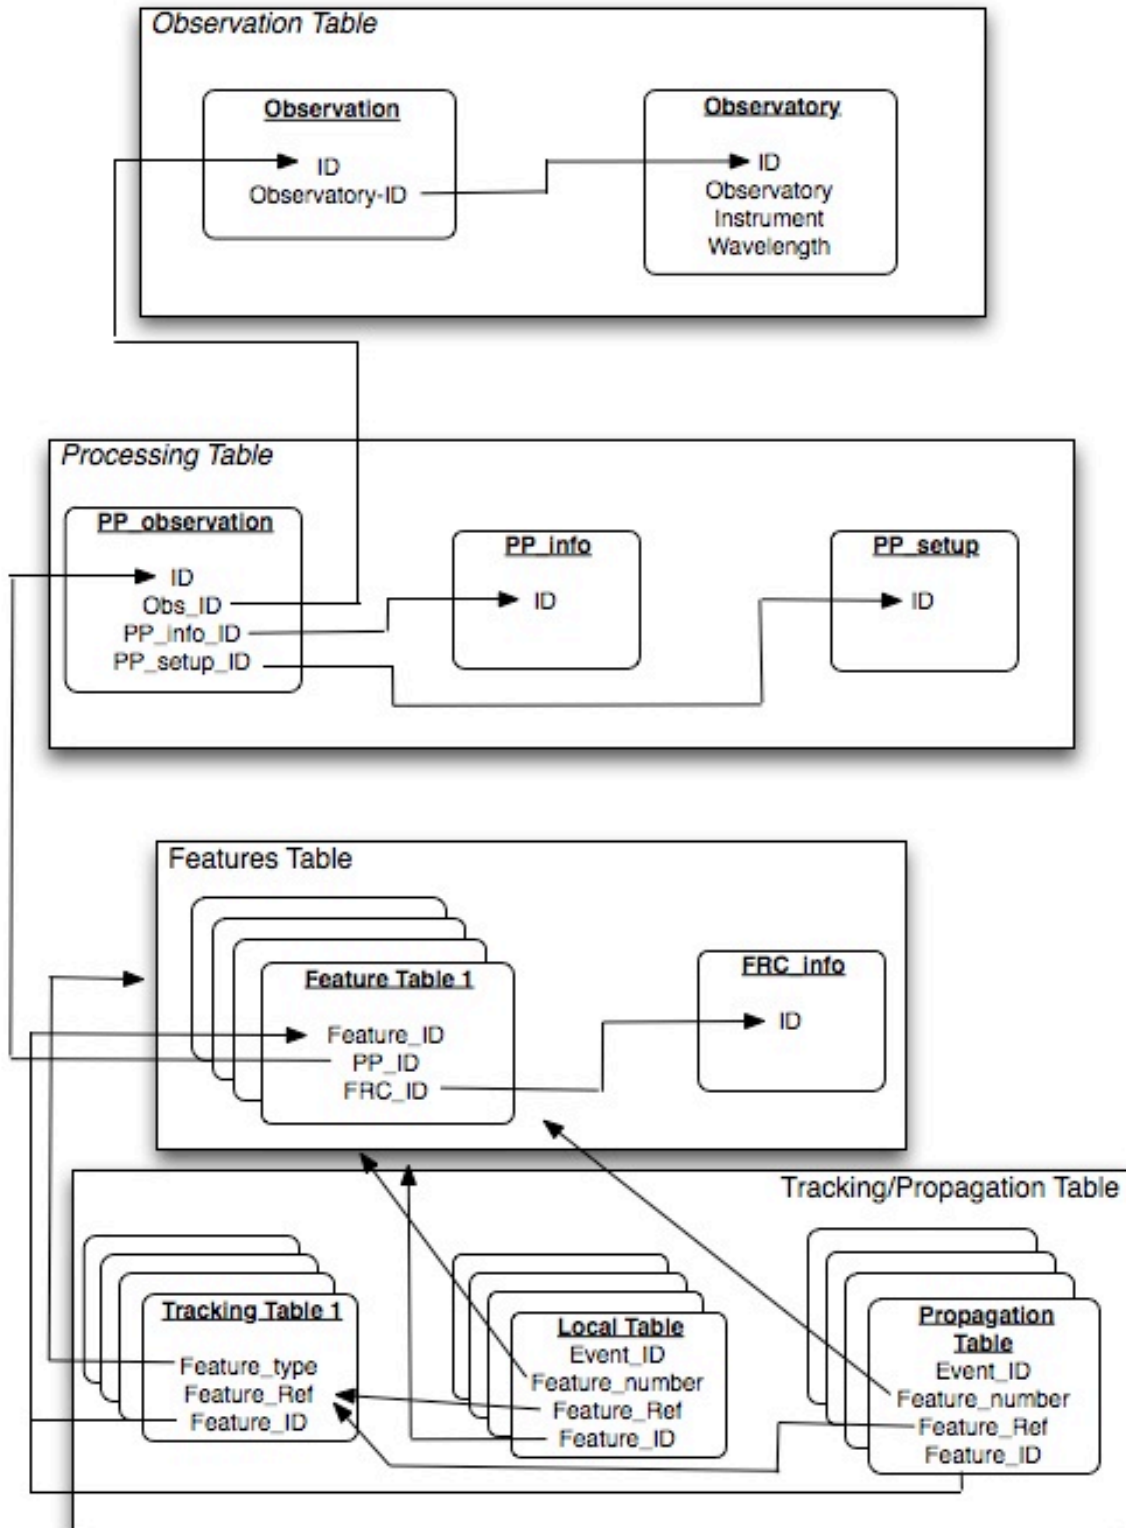 Observation Table
Observation
ID
Observatory-ID
Observatory
ID
Observatory
Instrument
Wavelength
Processing Table
PP_observation
ID
Obs_ID
PP_info_ID
PP_setup_ID
PP_info
ID
PP_setup
ID
Features Table
Feature Table 1
Feature_ID
PP_ID
FRC_ID
FRC_info
ID
Tracking/Propagation Table
Tracking Table 1
Feature_type
Feature_Ref
Feature_ID
Local Table
Event_ID
Feature_number
Feature_Ref
Feature_ID
Propagation
Table
Event_ID
Feature_number
Feature_Ref
Feature_ID